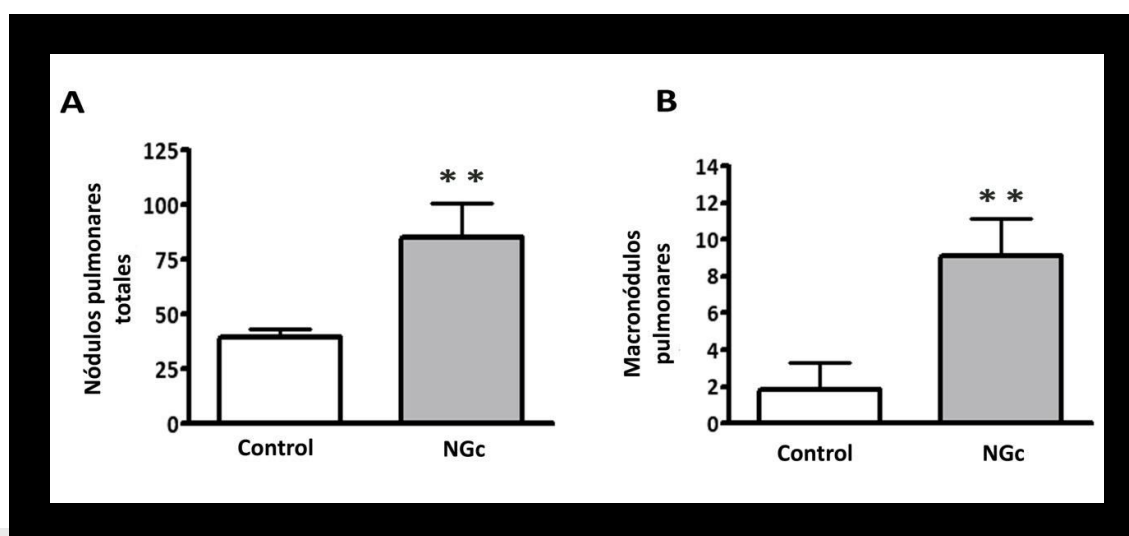 A
Nódulos pulmonares
totales
125
100
75
50
25
0
* *
Control
NGc
B
Macronódulos
pulmonares
14
12
10
8
6
4
2
0
* *
Control
NGc